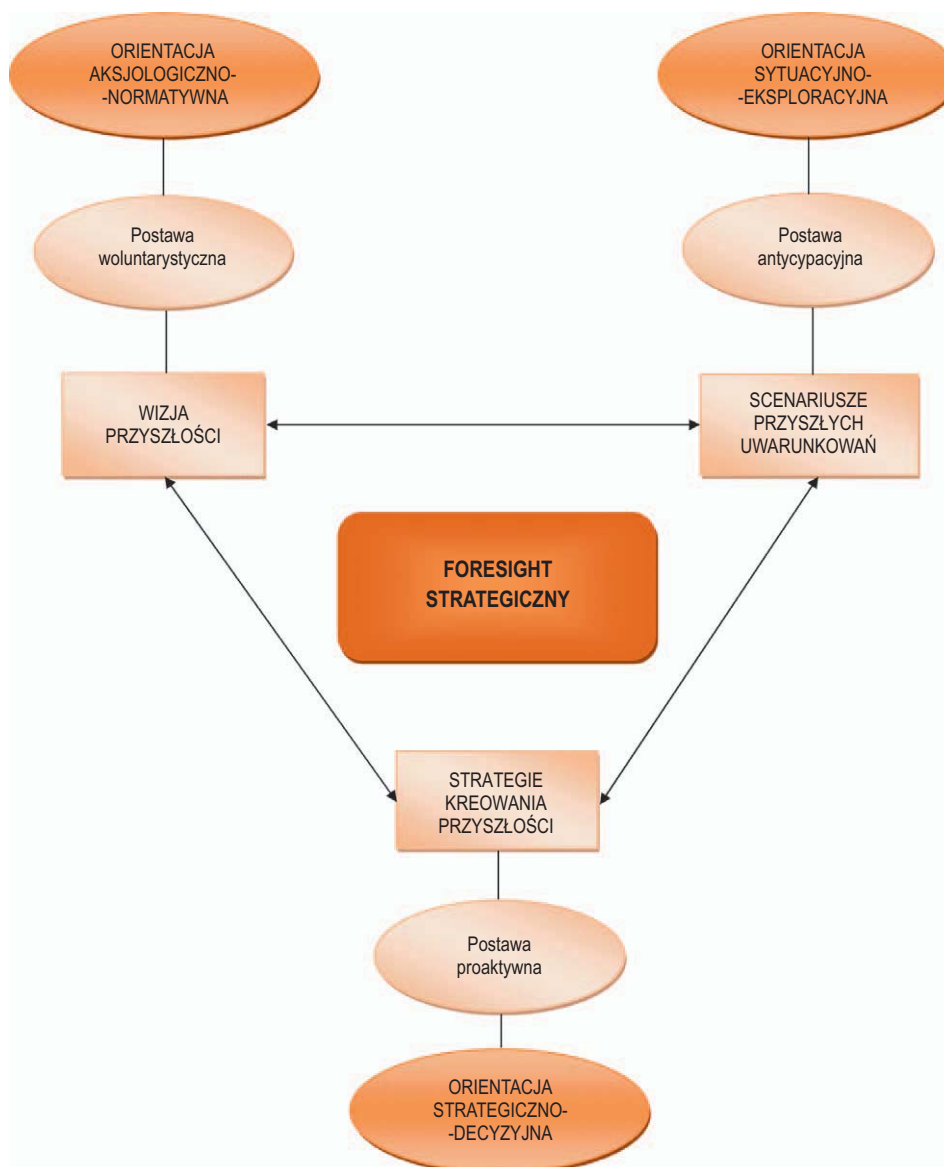 ORIENTACJA
AKSJOLOGICZNO-
-NORMATYWNA
ORIENTACJA
SYTUACYJNO-
-EKSPLORACYJNA
Postawa
woluntarystyczna
Postawa
antycypacyjna
WIZJA
PRZYSZŁOŚCI
SCENARIUSZE
PRZYSZŁYCH
UWARUNKOWAŃ
FORESIGHT
STRATEGICZNY
STRATEGIE
KREOWANIA
PRZYSZŁOŚCI
Postawa
proaktywna
ORIENTACJA
STRATEGICZNO-
-DECYZYJNA